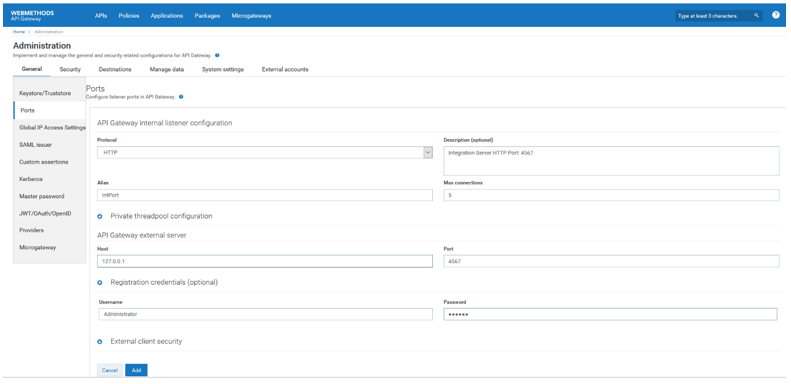 WEBMETHODS
API Gateway
APIs Policies Applications Packages Microgateways
Type at least 3 characters
?
Home > Administration
Administration
Implement and manage the general and security related configurations for API Gateway. ?
General Security Destinations Manage data System settings External accounts
Keystore/Truststore
Ports
Global IP Access Settings
SAML issuer
Custom assertions
Kerberos
Master password
JWT/OAuth/OpenID
Providers
Microgateway
Ports
Configure listener ports in API Gateway. ?
API Gateway internal listener configuration
Protocol
HTTP
Description (optional)
Integration Server HTTP Port: 4567
Alias
intPort
Max connections
5
Private threadpool configuration
API Gateway external server
Host
127.0.0.1
Port
4567
Registration credentials (optional)
Username
Administrator
Password
••••••
External client security
Cancel Add